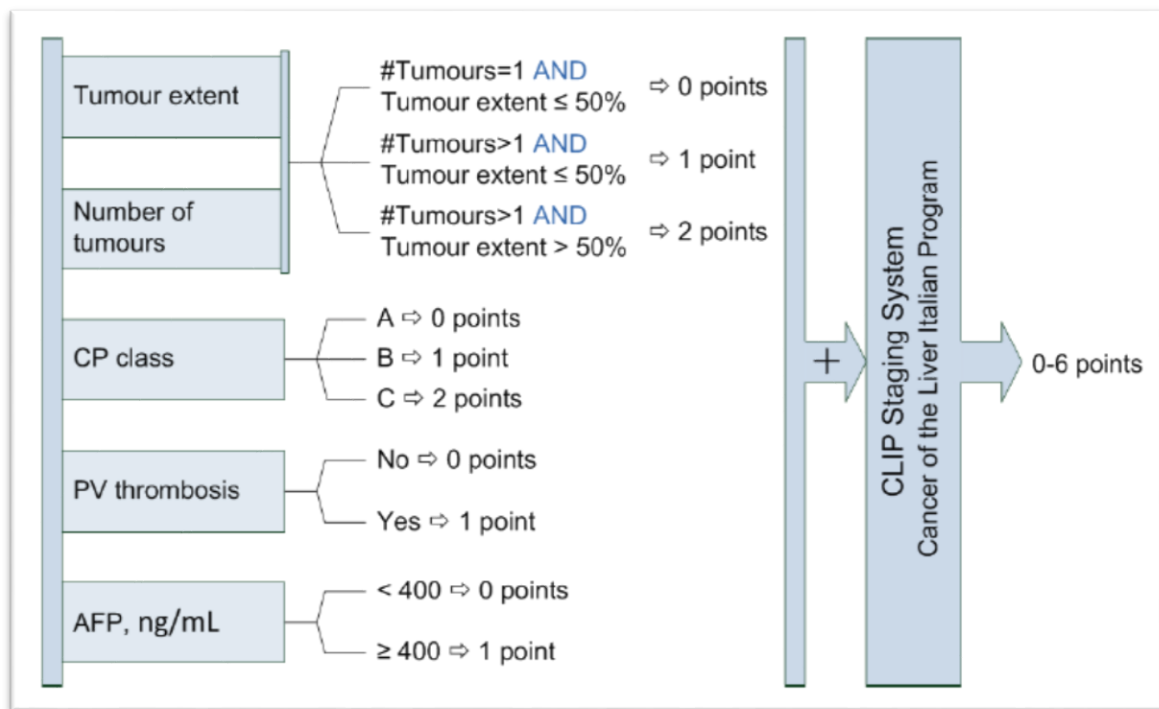 Tumour extent
Number of
tumours
#Tumours=1 AND
Tumour extent ≤ 50%
⇨ 0 points
#Tumours>1 AND
Tumour extent ≤ 50%
⇨ 1 point
#Tumours>1 AND
Tumour extent > 50%
⇨ 2 points
CP class
A ⇨ 0 points
B ⇨ 1 point
C ⇨ 2 points
PV thrombosis
No ⇨ 0 points
Yes ⇨ 1 point
AFP, ng/mL
< 400 ⇨ 0 points
≥ 400 ⇨ 1 point
+
CLIP Staging System
Cancer of the Liver Italian Program
0-6 points